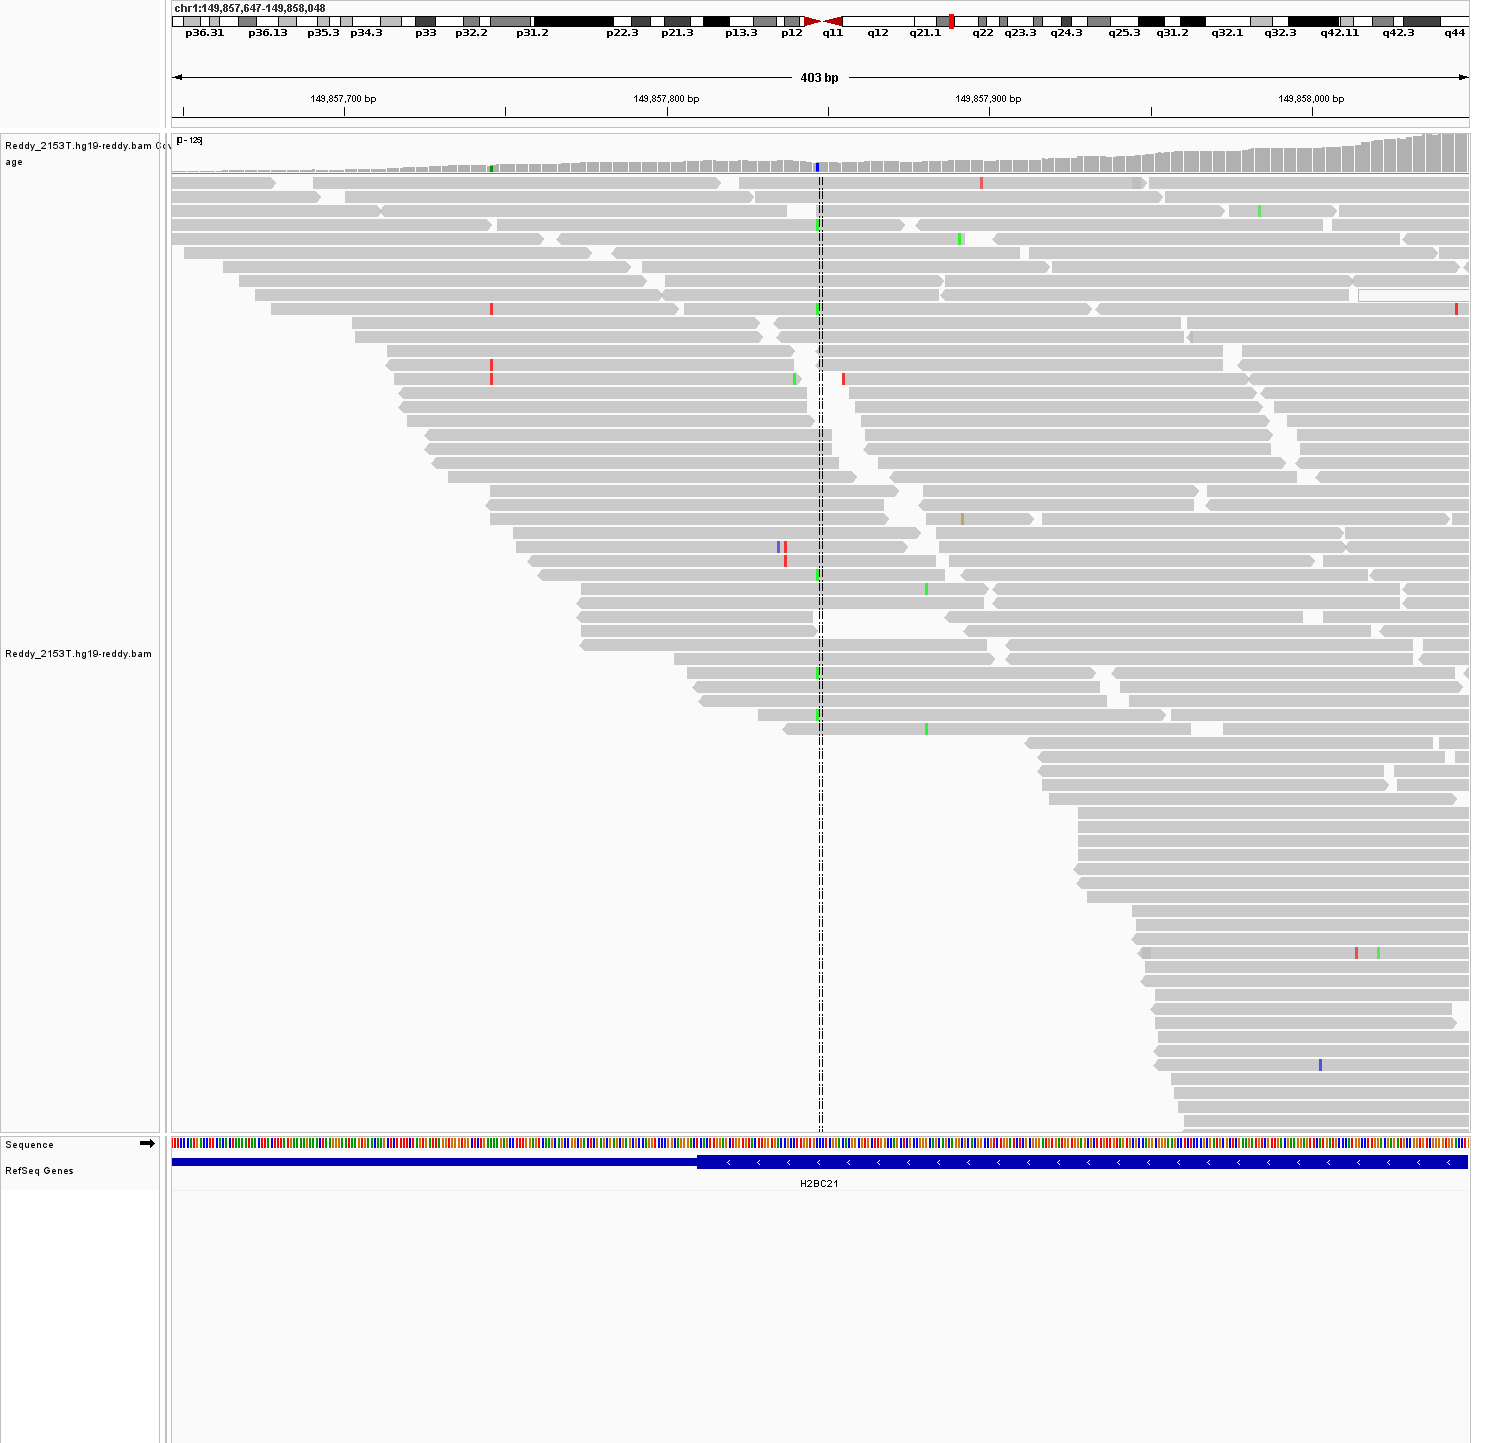 chr1:149,857,647-149,858,048
p36.31 p36.13 p35.3 p34.3 p33 p32.2 p31.2 p22.3 p21.3 p13.3 p12 q11 q12 q21.1 q22 q23.3 q24.3 q25.3 q31.2 q32.1 q32.3 q42.11 q42.3 q44
403 bp
149,857,700 bp 149,857,800 bp 149,857,900 bp 149,858,000 bp
[0 - 125]
Reddy_2153T.hg19-reddy.bam Cov
age
Reddy_2153T.hg19-reddy.bam
Sequence
RefSeq Genes
H2BC21